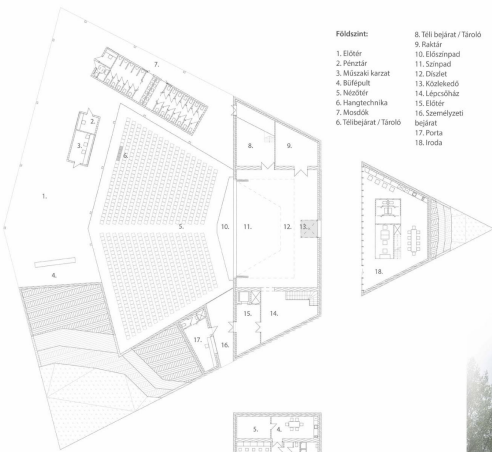 Földszint:
1. Előtér
2. Pénztár
3. Műszaki karzat
4. Büfépult
5. Nézőtér
6. Hangtechnika
7. Mosdók
6. Télibejárat / Tároló
8. Téli bejárat / Tároló
9. Raktár
10. Előszínpad
11. Színpad
12. Díszlet
13. Közlekedő
14. Lépcsőház
15. Előtér
16. Személyzeti
bejárat
17. Porta
18. Iroda
7.
2.
3.
6.
8.
9.
1.
5.
10.
11.
12.
13.
4.
18.
15.
14.
17.
16.
5.
4.